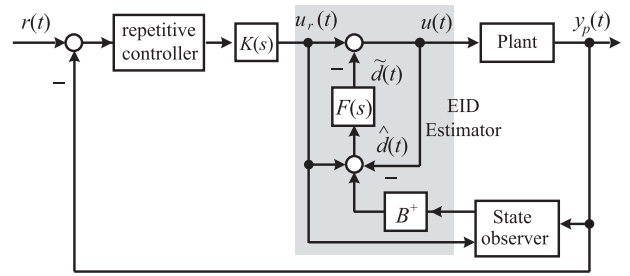 r(t)
repetitive
controller
K(s)
u_r(t)
u(t)
Plant
y_p(t)
−
−
d̃(t)
F(s)
EID
Estimator
d̂(t)
−
B⁺
State
observer